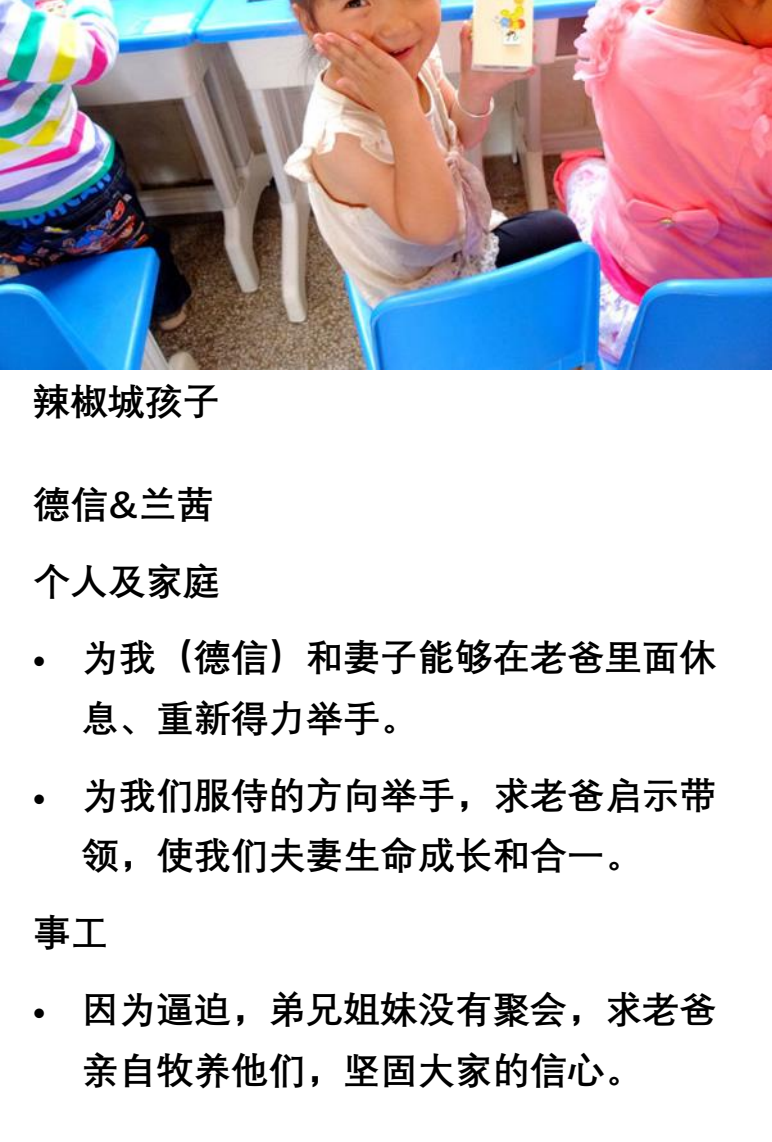 辣椒城孩子
德信&兰茜
个人及家庭
• 为我（德信）和妻子能够在老爸里面休
息、重新得力举手。
• 为我们服侍的方向举手，求老爸启示带
领，使我们夫妻生命成长和合一。
事工
• 因为逼迫，弟兄姐妹没有聚会，求老爸
亲自牧养他们，坚固大家的信心。